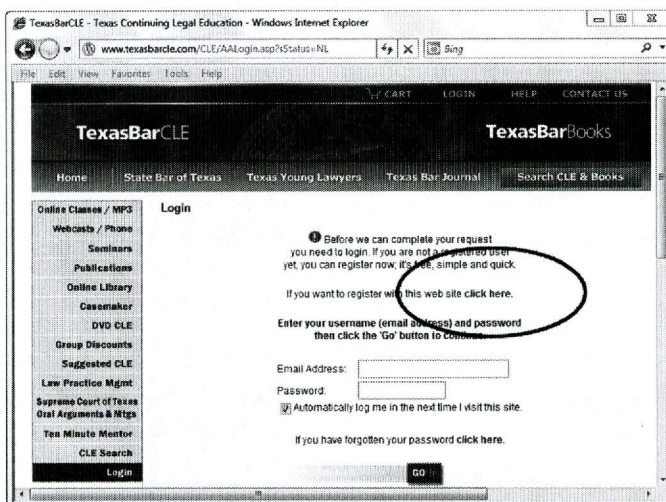 TexasBarCLE - Texas Continuing Legal Education - Windows Internet Explorer
www.texasbarcle.com/CLE/AALogin.asp?sStatus=NL
Bing
File Edit View Favorites Tools Help
CART LOGIN HELP CONTACT US
TexasBarCLE TexasBarBooks
Home State Bar of Texas Texas Young Lawyers Texas Bar Journal Search CLE & Books
Online Classes / MP3
Webcasts / Phone
Seminars
Publications
Online Library
Casemaker
DVD CLE
Group Discounts
Suggested CLE
Law Practice Mgmt
Supreme Court of Texas
Oral Arguments & Mtgs
Ten Minute Mentor
CLE Search
Login
Login
Before we can complete your request
you need to login. If you are not a registered user
yet, you can register now; it's free, simple and quick.
If you want to register with this web site click here.
Enter your username (email address) and password
then click the 'Go' button to continue.
Email Address:
Password:
Automatically log me in the next time I visit this site.
If you have forgotten your password click here.
GO